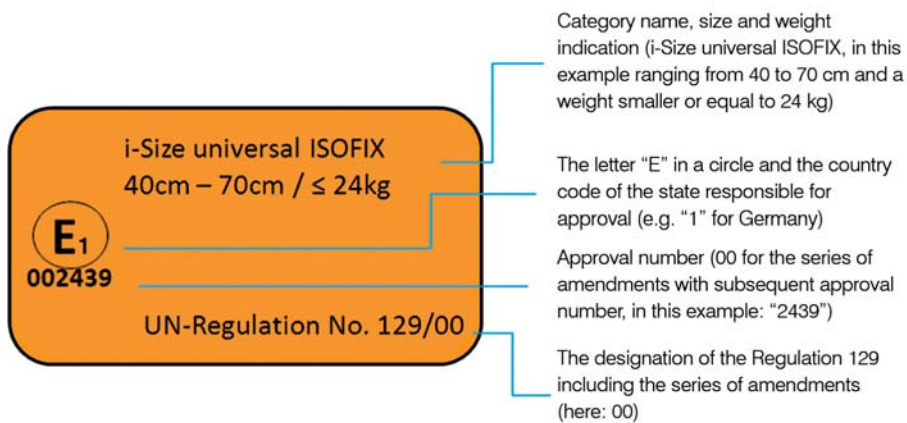 i-Size universal ISOFIX
40cm – 70cm / ≤ 24kg
E1
002439
UN-Regulation No. 129/00
Category name, size and weight
indication (i-Size universal ISOFIX, in this
example ranging from 40 to 70 cm and a
weight smaller or equal to 24 kg)
The letter “E” in a circle and the country
code of the state responsible for
approval (e.g. “1” for Germany)
Approval number (00 for the series of
amendments with subsequent approval
number, in this example: “2439”)
The designation of the Regulation 129
including the series of amendments
(here: 00)